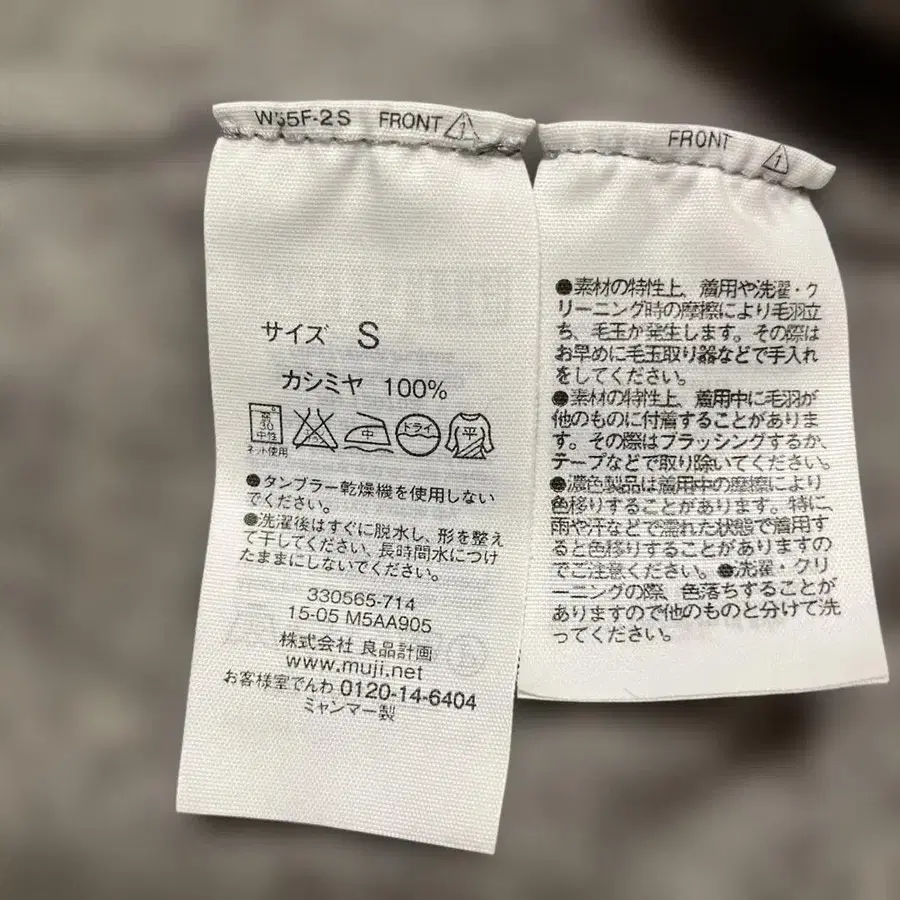 W55F-2S FRONT 1
サイズ S
カシミヤ 100%
中性
エンソ
中
ドライ
平
ネット使用
●タンブラー乾燥機を使用しない
でください。
●洗濯後はすぐに脱水し、形を整え
て干してください、長時間水につけ
たままにしないでください。
330565-714
15-05 M5AA905
株式会社 良品計画
www.muji.net
お客様室でんわ 0120-14-6404
ミャンマー製
FRONT 1
●素材の特性上、着用や洗濯・ク
リーニング時の摩擦により毛羽立
ち、毛玉が発生します。その際は
お早めに毛玉取り器などで手入れ
をしてください。
●素材の特性上、着用中に毛羽が
他のものに付着することがありま
す。その際はブラッシングするか、
テープなどで取り除いてください。
●濃色製品は着用中の摩擦により
色移りすることがあります。特に、
雨や汗などで濡れた状態で着用す
ると色移りすることがありますの
でご注意ください。●洗濯・クリ
ーニングの際、色落ちすることが
ありますので他のものと分けて洗
ってください。